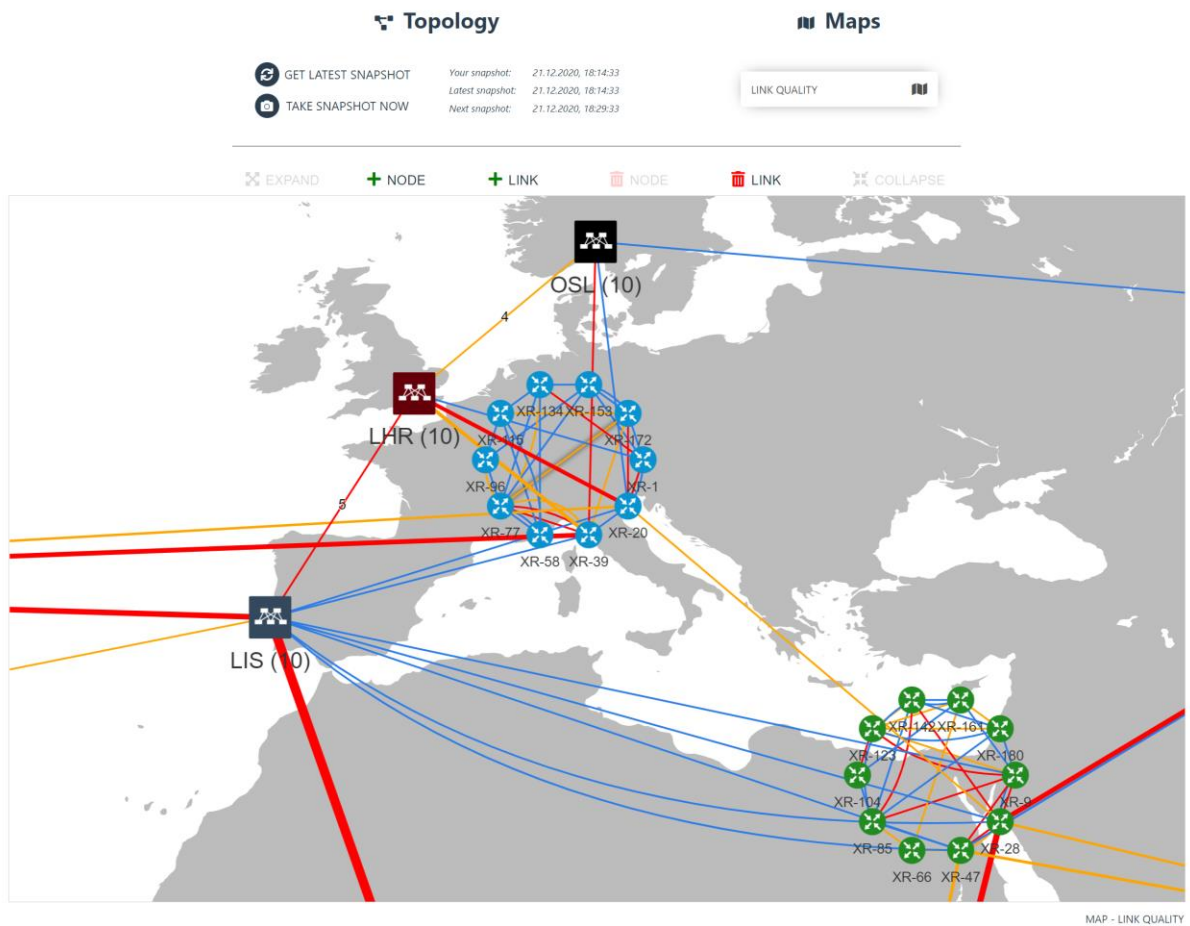 Topology
Maps
GET LATEST SNAPSHOT
Your snapshot: 21.12.2020, 18:14:33
Latest snapshot: 21.12.2020, 18:14:33
TAKE SNAPSHOT NOW
Next snapshot: 21.12.2020, 18:29:33
LINK QUALITY
EXPAND
NODE
LINK
NODE
LINK
COLLAPSE
OSL (10)
4
LHR (10)
XR-134
XR-153
XR-115
XR-172
XR-96
XR-1
5
XR-77
XR-20
XR-58
XR-39
LIS (10)
XR-142
XR-161
XR-123
XR-180
XR-104
XR-9
XR-85
XR-28
XR-66
XR-47
MAP - LINK QUALITY